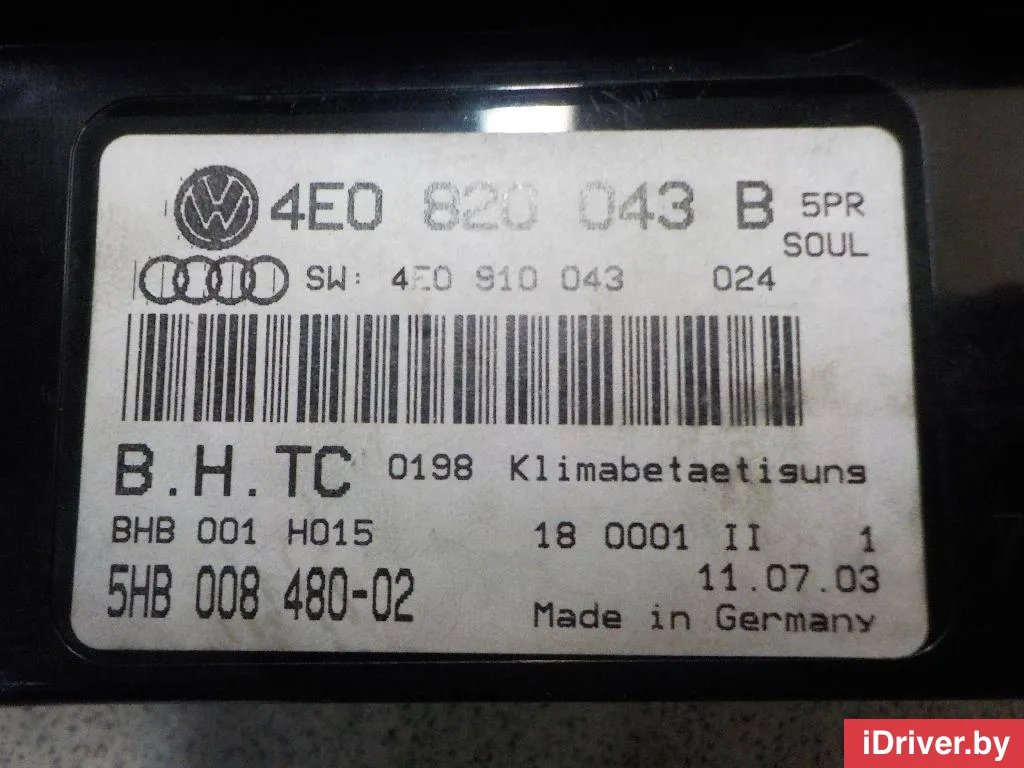 4E0 820 043 B 5PR
SOUL
SW: 4E0 910 043 024
B.H.TC 0198 Klimabetaetisuns
BHB 001 H015 18 0001 II 1
11.07.03
5HB 008 480-02
Made in Germany
iDriver.by